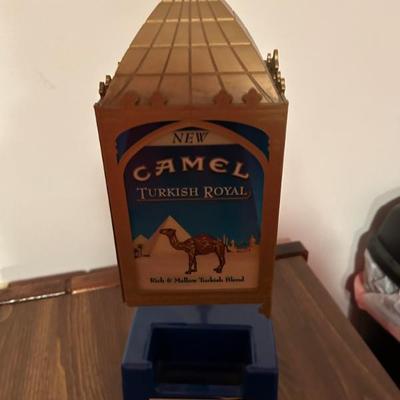 NEW
CAMEL
TURKISH ROYAL
Rich & Mellow Turkish Blend